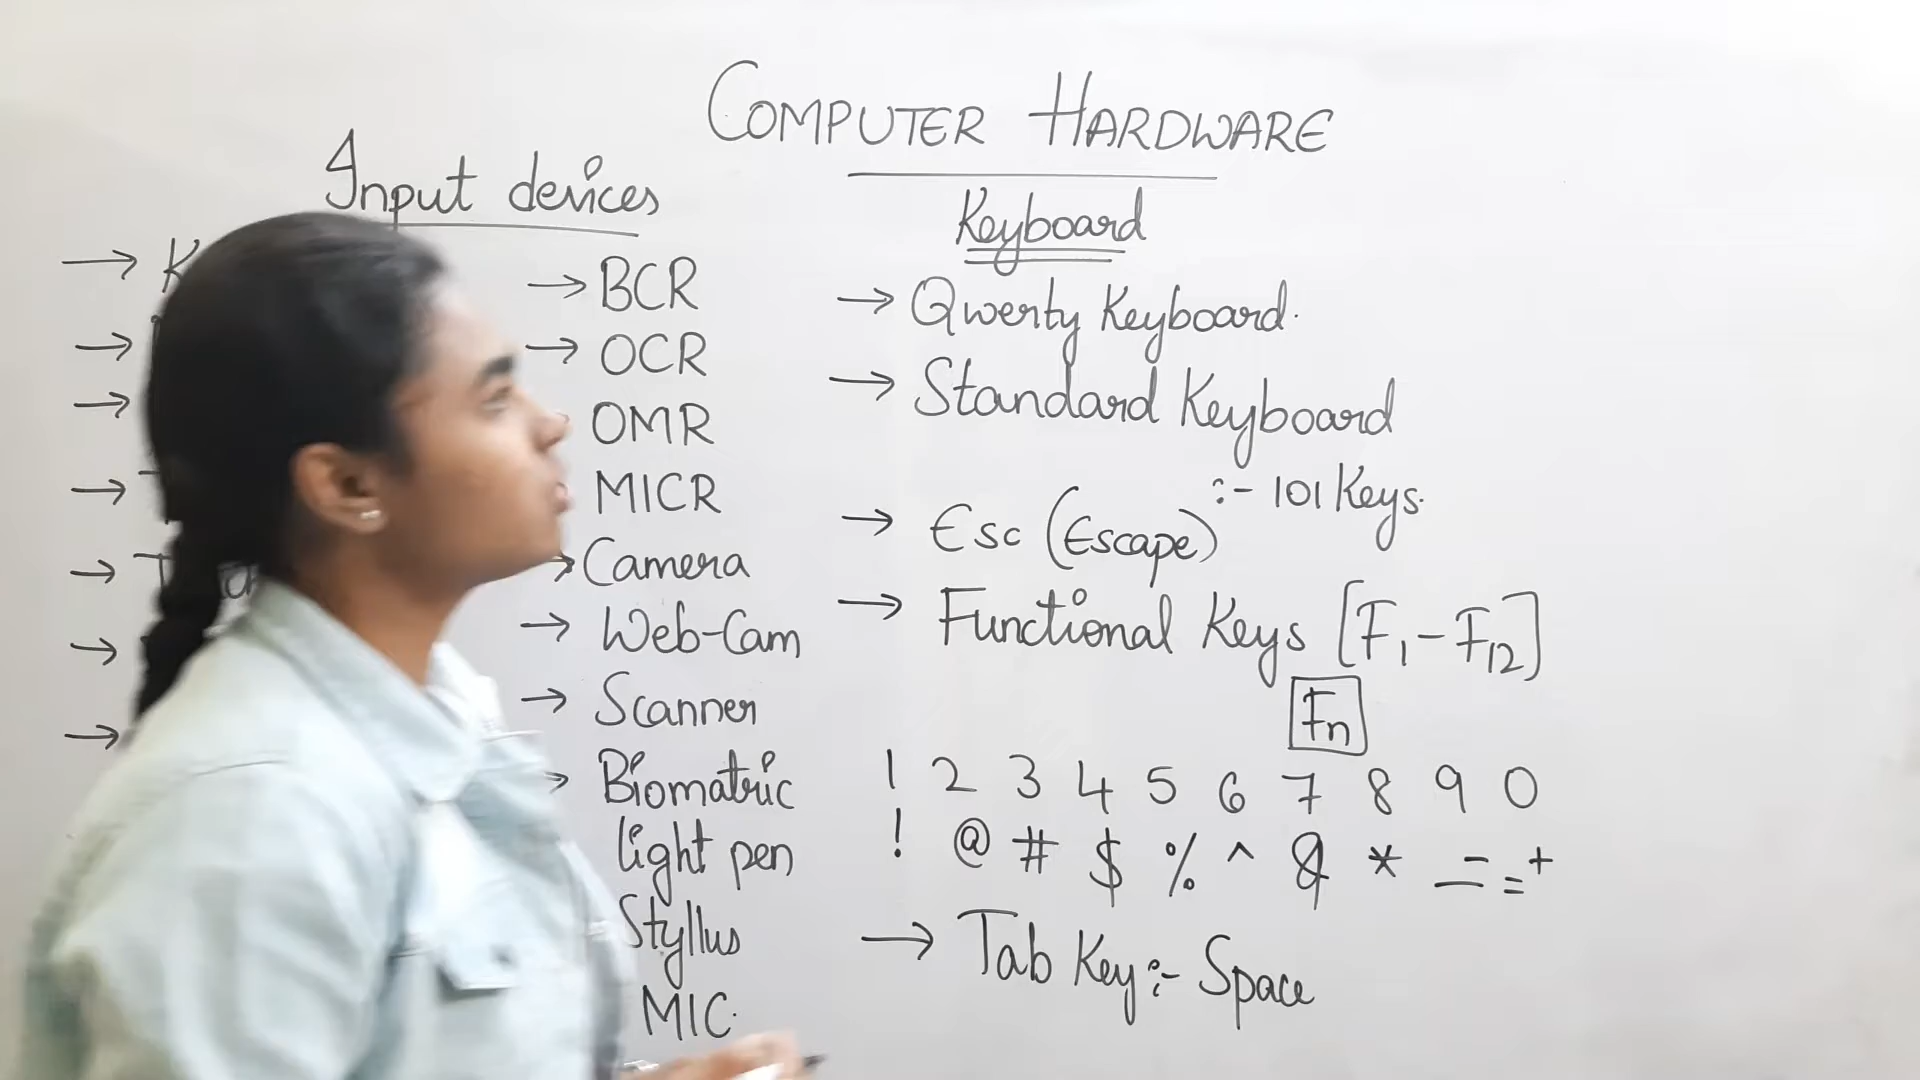 COMPUTER HARDWARE
Input devices
→ BCR
→ OCR
OMR
MICR
→ Camera
→ Web-Cam
→ Scanner
→ Biomatric
light pen
Styllus
MIC.
Keyboard
→ Qwerty Keyboard.
→ Standard Keyboard
:- 101 Keys.
→ Esc (Escape)
→ Functional Keys [F1-F12]
Fn
1 2 3 4 5 6 7 8 9 0
! @ # $ % ^ & * _ = +
→ Tab Key:- Space